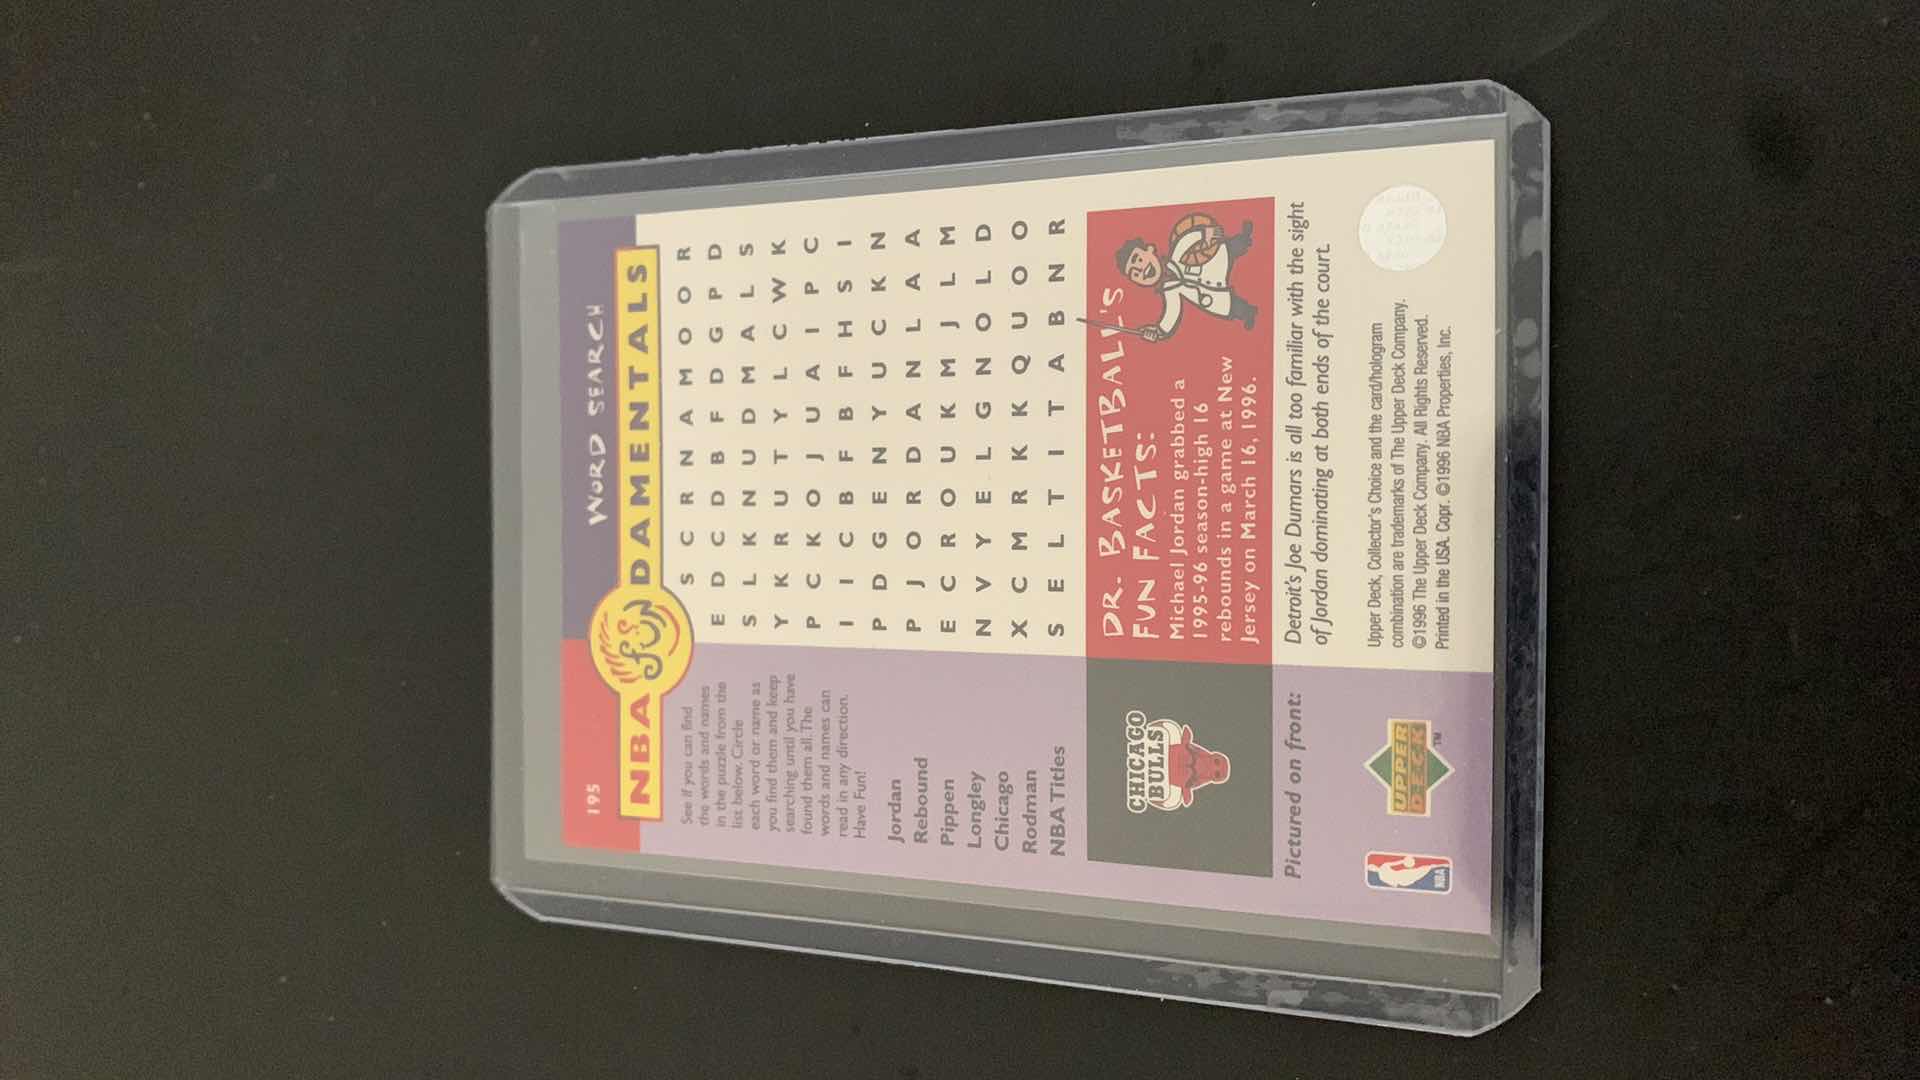 195
WORD SEARCH
NBA FUN DAMENTALS
See if you can find
the words and names
in the puzzle from the
list below. Circle
each word or name as
you find them and keep
searching until you have
found them all. The
words and names can
read in any direction.
Have Fun!
Jordan
Rebound
Pippen
Longley
Chicago
Rodman
NBA Titles
S C R N A M O O R
E D C D B F D G P D
S L K N U D M A L S
Y K R U T Y L C W K
P C K O J U A I P C
I I C B F B F H S I
P D G E N Y U C K N
P J O R D A N L A A
E C R O U K M J L M
N V Y E L G N O L D
X C M R K K Q U O O
S E L T I T A B N R
CHICAGO
BULLS
DR. BASKETBALL'S
FUN FACTS:
Michael Jordan grabbed a
1995-96 season-high 16
rebounds in a game at New
Jersey on March 16, 1996.
Pictured on front:
Detroit's Joe Dumars is all too familiar with the sight
of Jordan dominating at both ends of the court.
NBA
UPPER
DECK
TM
Upper Deck, Collector's Choice and the card/hologram
combination are trademarks of The Upper Deck Company.
©1996 The Upper Deck Company. All Rights Reserved.
Printed in the USA. Copr. ©1996 NBA Properties, Inc.